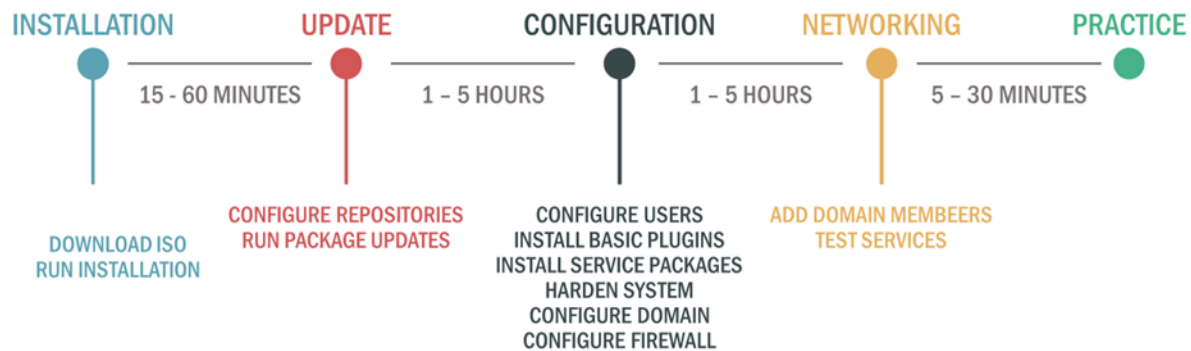 INSTALLATION
UPDATE
CONFIGURATION
NETWORKING
PRACTICE
15 - 60 MINUTES
1 – 5 HOURS
1 – 5 HOURS
5 – 30 MINUTES
DOWNLOAD ISO
RUN INSTALLATION
CONFIGURE REPOSITORIES
RUN PACKAGE UPDATES
CONFIGURE USERS
INSTALL BASIC PLUGINS
INSTALL SERVICE PACKAGES
HARDEN SYSTEM
CONFIGURE DOMAIN
CONFIGURE FIREWALL
ADD DOMAIN MEMBEERS
TEST SERVICES